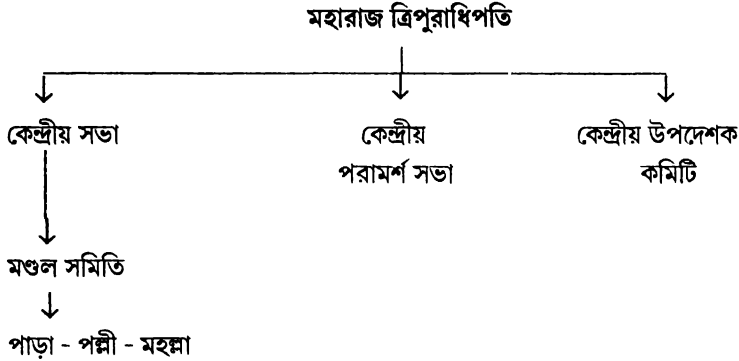 মহারাজ ত্রিপুরাধিপতি
কেন্দ্রীয় সভা
কেন্দ্রীয়
পরামর্শ সভা
কেন্দ্রীয় উপদেশক
কমিটি
মণ্ডল সমিতি
পাড়া - পল্লী - মহল্লা